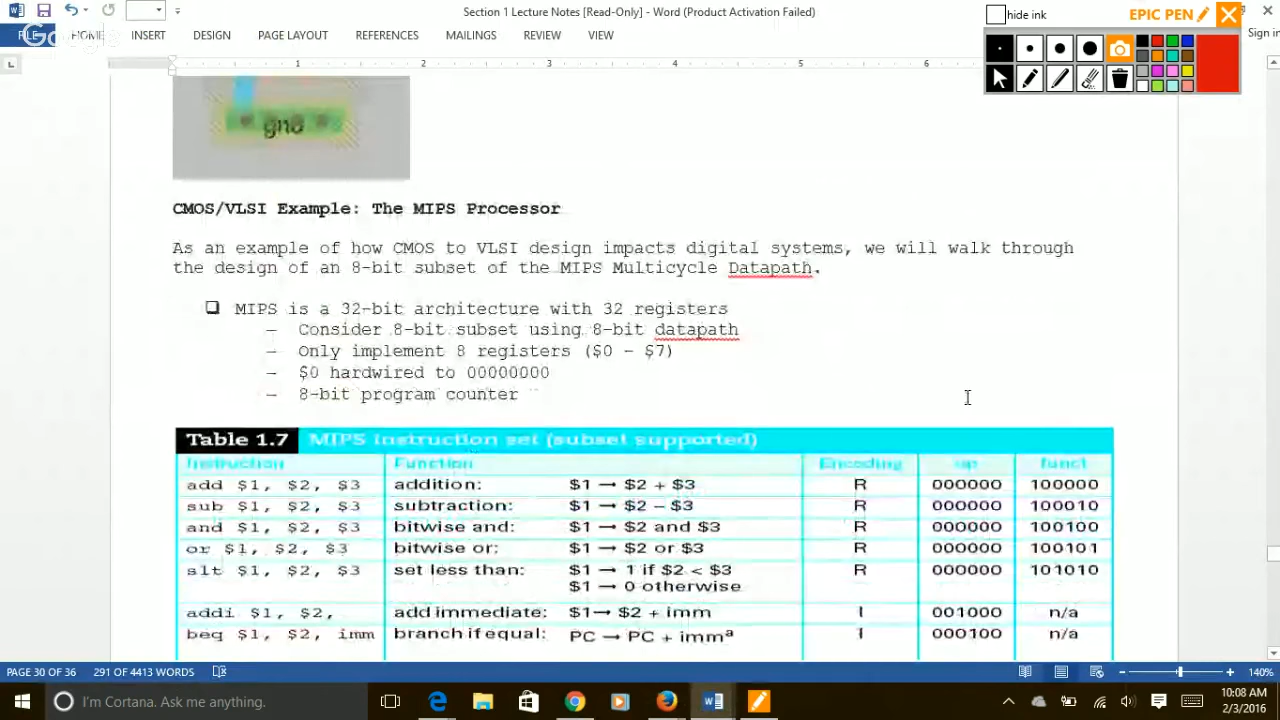 Section 1 Lecture Notes [Read-Only] - Word (Product Activation Failed)
hide ink
EPIC PEN
FILE HOME INSERT DESIGN PAGE LAYOUT REFERENCES MAILINGS REVIEW VIEW
Sign in
Google
1 2 3 4 5 6
gnd
CMOS/VLSI Example: The MIPS Processor
As an example of how CMOS to VLSI design impacts digital systems, we will walk through
the design of an 8-bit subset of the MIPS Multicycle Datapath.
❑ MIPS is a 32-bit architecture with 32 registers
– Consider 8-bit subset using 8-bit datapath
– Only implement 8 registers ($0 – $7)
– $0 hardwired to 00000000
– 8-bit program counter
Table 1.7 MIPS Instruction set (subset supported)
Instruction Function Encoding op funct
add $1, $2, $3 addition: $1 → $2 + $3 R 000000 100000
sub $1, $2, $3 subtraction: $1 → $2 – $3 R 000000 100010
and $1, $2, $3 bitwise and: $1 → $2 and $3 R 000000 100100
or $1, $2, $3 bitwise or: $1 → $2 or $3 R 000000 100101
slt $1, $2, $3 set less than: $1 → 1 if $2 < $3 R 000000 101010
$1 → 0 otherwise
addi $1, $2, add immediate: $1 → $2 + imm I 001000 n/a
beq $1, $2, imm branch if equal: PC → PC + immᵃ I 000100 n/a
PAGE 30 OF 36 291 OF 4413 WORDS 140%
I'm Cortana. Ask me anything.
10:08 AM
2/3/2016